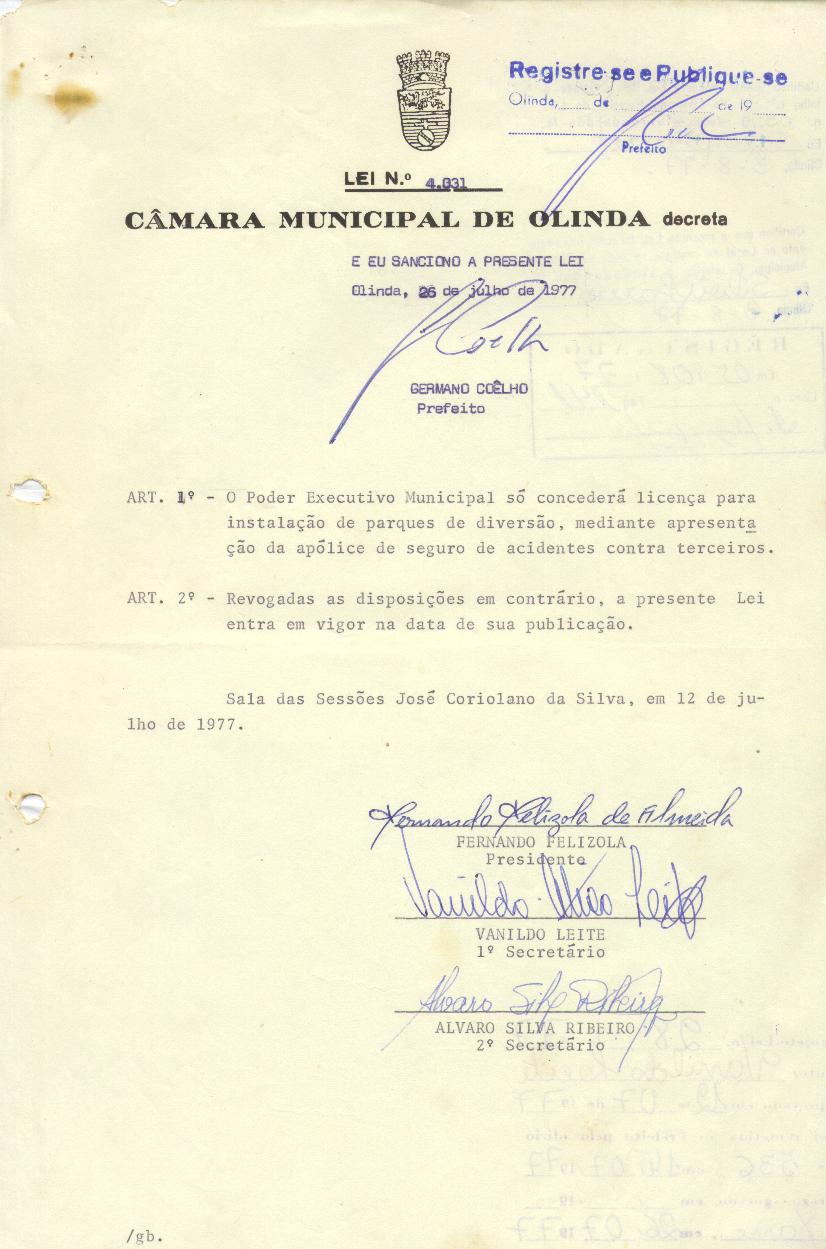 Registre-se e Publique-se
Olinda, de de 19
Prefeito
LEI N.º 4.031
CÂMARA MUNICIPAL DE OLINDA decreta
E EU SANCIONO A PRESENTE LEI
Olinda, 26 de julho de 1977
GERMANO COÊLHO
Prefeito
ART. 1º - O Poder Executivo Municipal só concederá licença para
instalação de parques de diversão, mediante apresenta
ção da apólice de seguro de acidentes contra terceiros.
ART. 2º - Revogadas as disposições em contrário, a presente Lei
entra em vigor na data de sua publicação.
Sala das Sessões José Coriolano da Silva, em 12 de ju-
lho de 1977.
Fernando Felizola de Almeida
FERNANDO FELIZOLA
Presidente
Vanildo Leite
VANILDO LEITE
1º Secretário
Alvaro Silva Ribeiro
ALVARO SILVA RIBEIRO
2º Secretário
/gb.